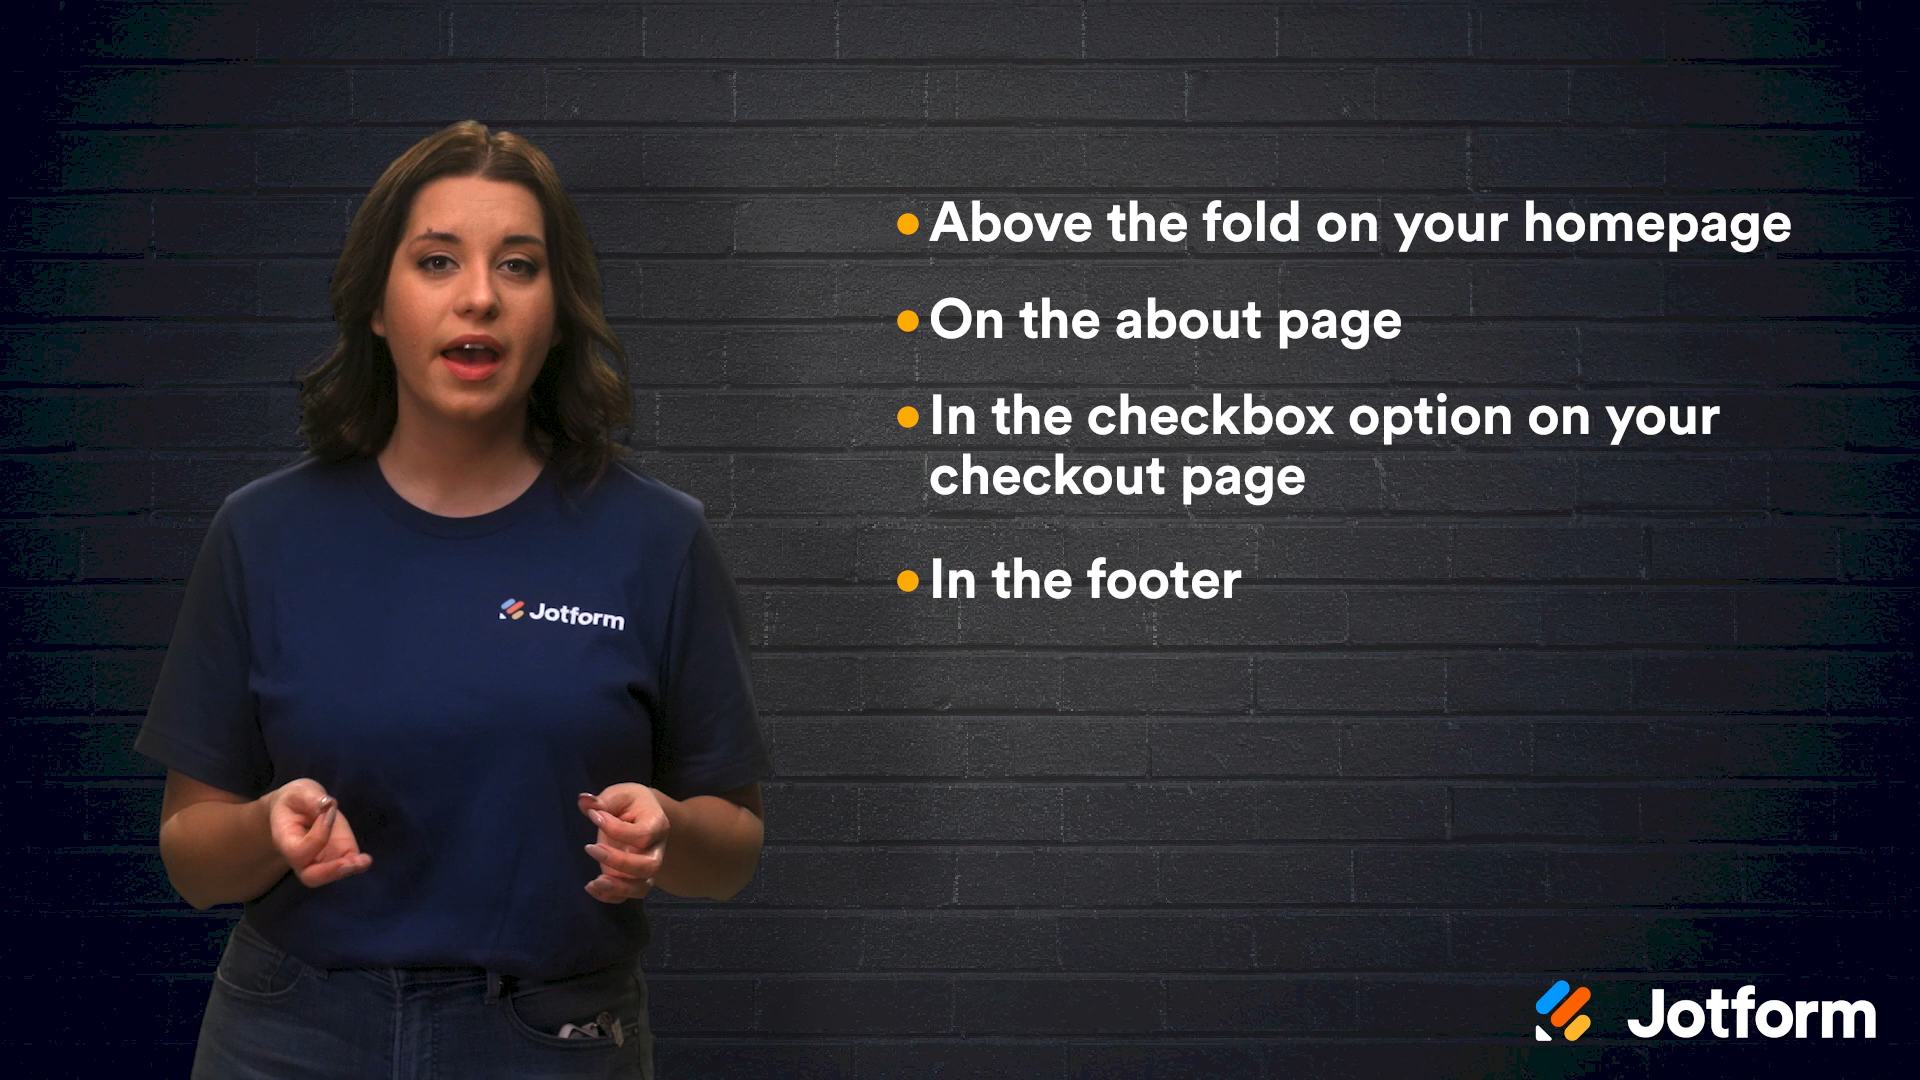 • Above the fold on your homepage
• On the about page
• In the checkbox option on your
checkout page
• In the footer
Jotform
Jotform